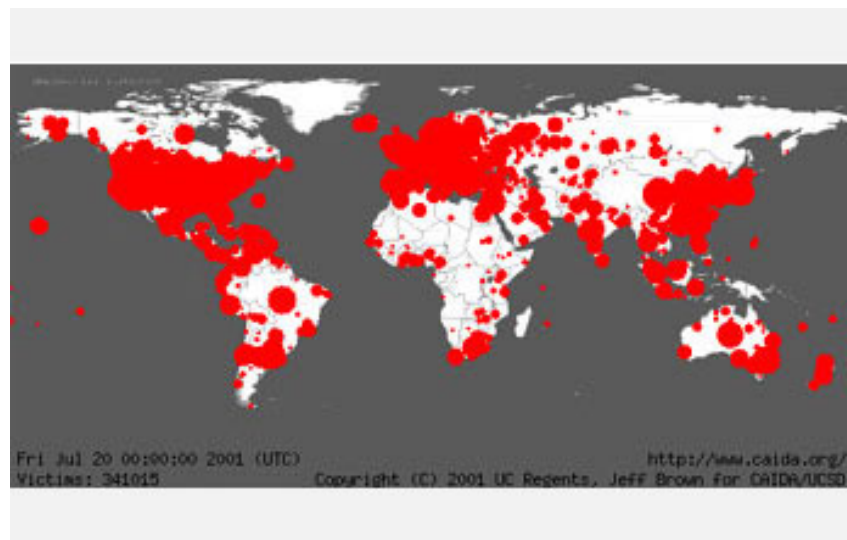 Fri Jul 20 00:00:00 2001 (UTC)
http://www.caida.org/
Victims: 341015
Copyright (C) 2001 UC Regents, Jeff Brown for CAIDA/UCSD